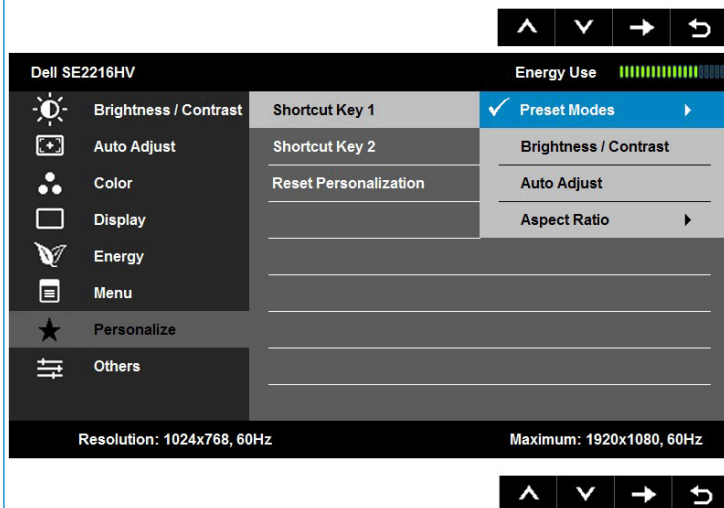 Dell SE2216HV Energy Use
Brightness / Contrast Shortcut Key 1 Preset Modes
Auto Adjust Shortcut Key 2 Brightness / Contrast
Color Reset Personalization Auto Adjust
Display Aspect Ratio
Energy
Menu
Personalize
Others
Resolution: 1024x768, 60Hz Maximum: 1920x1080, 60Hz